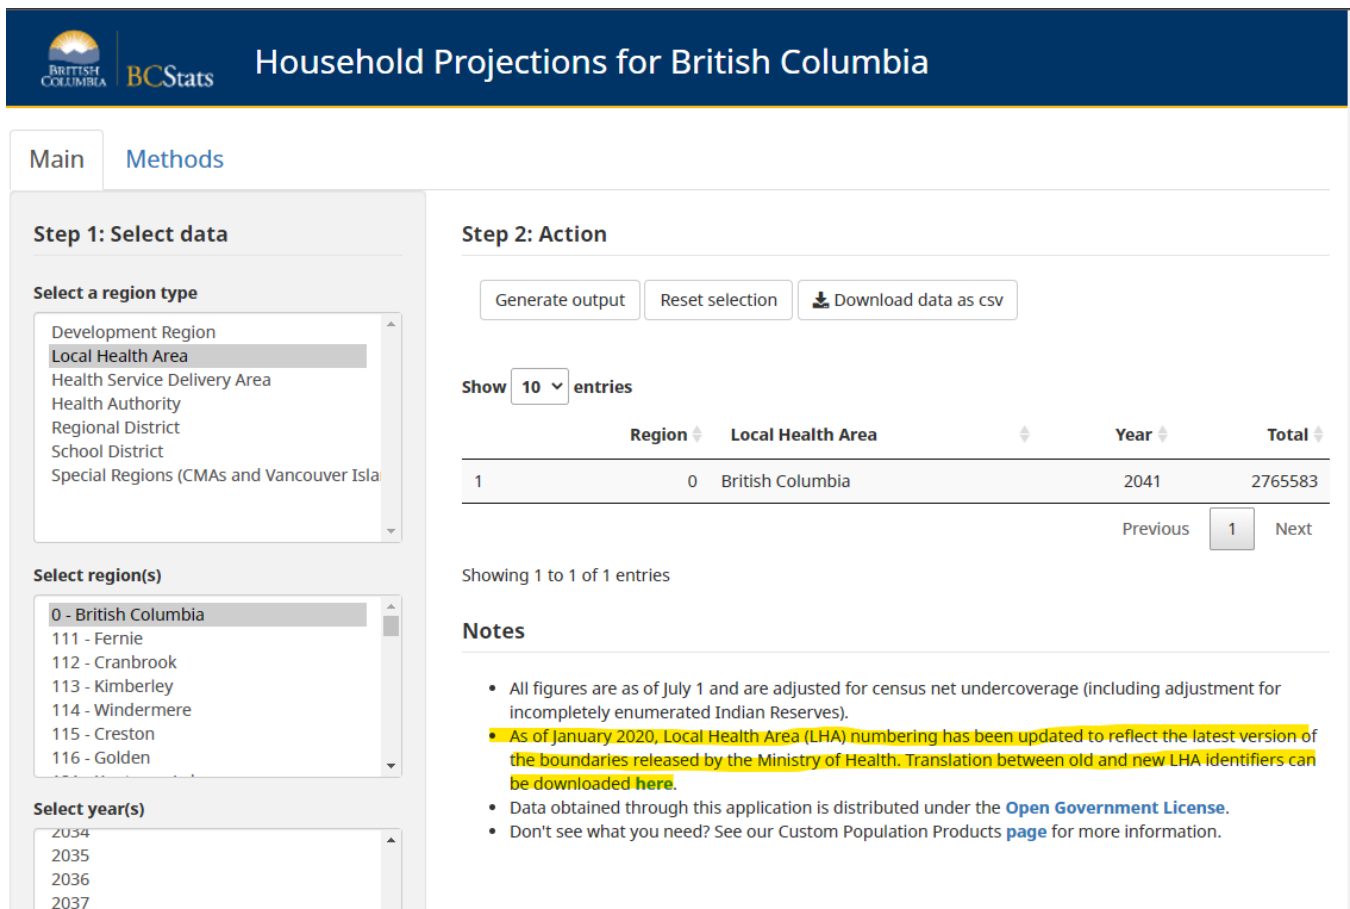 BRITISH
COLUMBIA
BCStats
Household Projections for British Columbia
Main
Methods
Step 1: Select data
Select a region type
Development Region
Local Health Area
Health Service Delivery Area
Health Authority
Regional District
School District
Special Regions (CMAs and Vancouver Isla
Select region(s)
0 - British Columbia
111 - Fernie
112 - Cranbrook
113 - Kimberley
114 - Windermere
115 - Creston
116 - Golden
Select year(s)
2034
2035
2036
2037
Step 2: Action
Generate output
Reset selection
Download data as csv
Show 10 entries
Region Local Health Area Year Total
1 0 British Columbia 2041 2765583
Previous 1 Next
Showing 1 to 1 of 1 entries
Notes
• All figures are as of July 1 and are adjusted for census net undercoverage (including adjustment for
incompletely enumerated Indian Reserves).
• As of January 2020, Local Health Area (LHA) numbering has been updated to reflect the latest version of
the boundaries released by the Ministry of Health. Translation between old and new LHA identifiers can
be downloaded here.
• Data obtained through this application is distributed under the Open Government License.
• Don't see what you need? See our Custom Population Products page for more information.